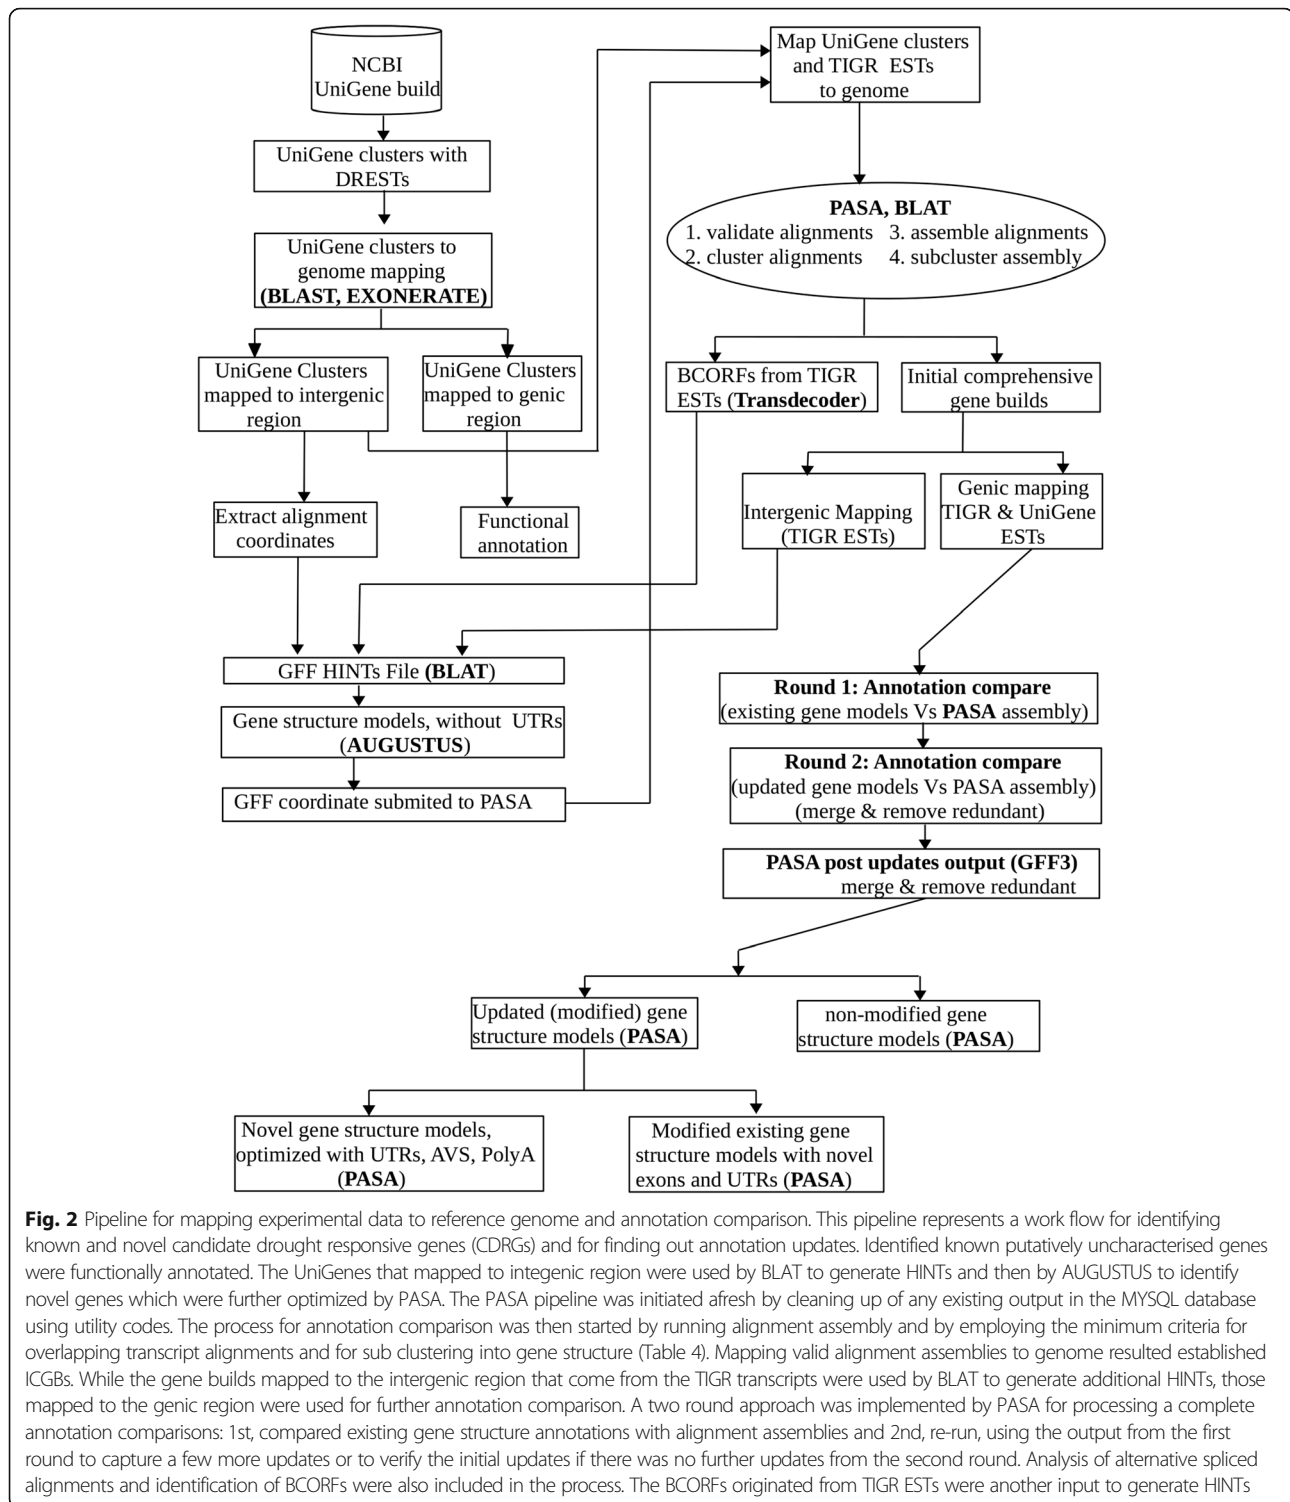 NCBI
UniGene build
UniGene clusters with
DRESTs
UniGene clusters to
genome mapping
(BLAST, EXONERATE)
UniGene Clusters
mapped to intergenic
region
UniGene Clusters
mapped to genic
region
Extract alignment
coordinates
Functional
annotation
GFF HINTs File (BLAT)
Gene structure models, without UTRs
(AUGUSTUS)
GFF coordinate submited to PASA
Map UniGene clusters
and TIGR ESTs
to genome
PASA, BLAT
1. validate alignments 3. assemble alignments
2. cluster alignments 4. subcluster assembly
BCORFs from TIGR
ESTs (Transdecoder)
Initial comprehensive
gene builds
Intergenic Mapping
(TIGR ESTs)
Genic mapping
TIGR & UniGene
ESTs
Round 1: Annotation compare
(existing gene models Vs PASA assembly)
Round 2: Annotation compare
(updated gene models Vs PASA assembly)
(merge & remove redundant)
PASA post updates output (GFF3)
merge & remove redundant
Updated (modified) gene
structure models (PASA)
non-modified gene
structure models (PASA)
Novel gene structure models,
optimized with UTRs, AVS, PolyA
(PASA)
Modified existing gene
structure models with novel
exons and UTRs (PASA)
Fig. 2 Pipeline for mapping experimental data to reference genome and annotation comparison. This pipeline represents a work flow for identifying
known and novel candidate drought responsive genes (CDRGs) and for finding out annotation updates. Identified known putatively uncharacterised genes
were functionally annotated. The UniGenes that mapped to integenic region were used by BLAT to generate HINTs and then by AUGUSTUS to identify
novel genes which were further optimized by PASA. The PASA pipeline was initiated afresh by cleaning up of any existing output in the MYSQL database
using utility codes. The process for annotation comparison was then started by running alignment assembly and by employing the minimum criteria for
overlapping transcript alignments and for sub clustering into gene structure (Table 4). Mapping valid alignment assemblies to genome resulted established
ICGBs. While the gene builds mapped to the intergenic region that come from the TIGR transcripts were used by BLAT to generate additional HINTs, those
mapped to the genic region were used for further annotation comparison. A two round approach was implemented by PASA for processing a complete
annotation comparisons: 1st, compared existing gene structure annotations with alignment assemblies and 2nd, re-run, using the output from the first
round to capture a few more updates or to verify the initial updates if there was no further updates from the second round. Analysis of alternative spliced
alignments and identification of BCORFs were also included in the process. The BCORFs originated from TIGR ESTs were another input to generate HINTs